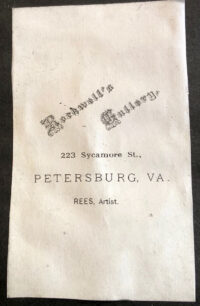 Rockwell's
Gallery,
223 Sycamore St.,
PETERSBURG, VA.
REES, Artist.